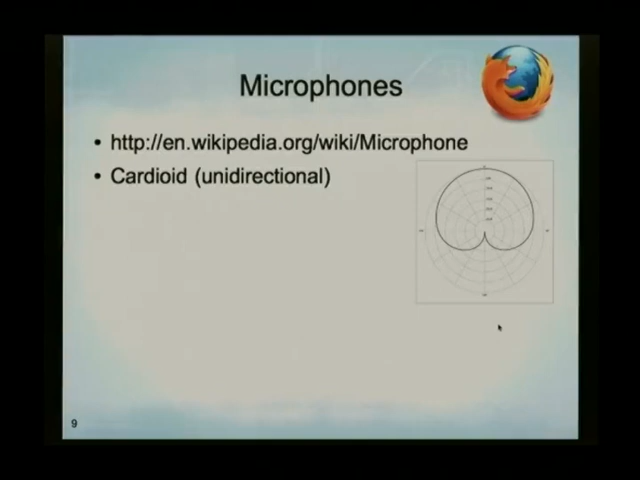 Microphones
• http://en.wikipedia.org/wiki/Microphone
• Cardioid (unidirectional)
9